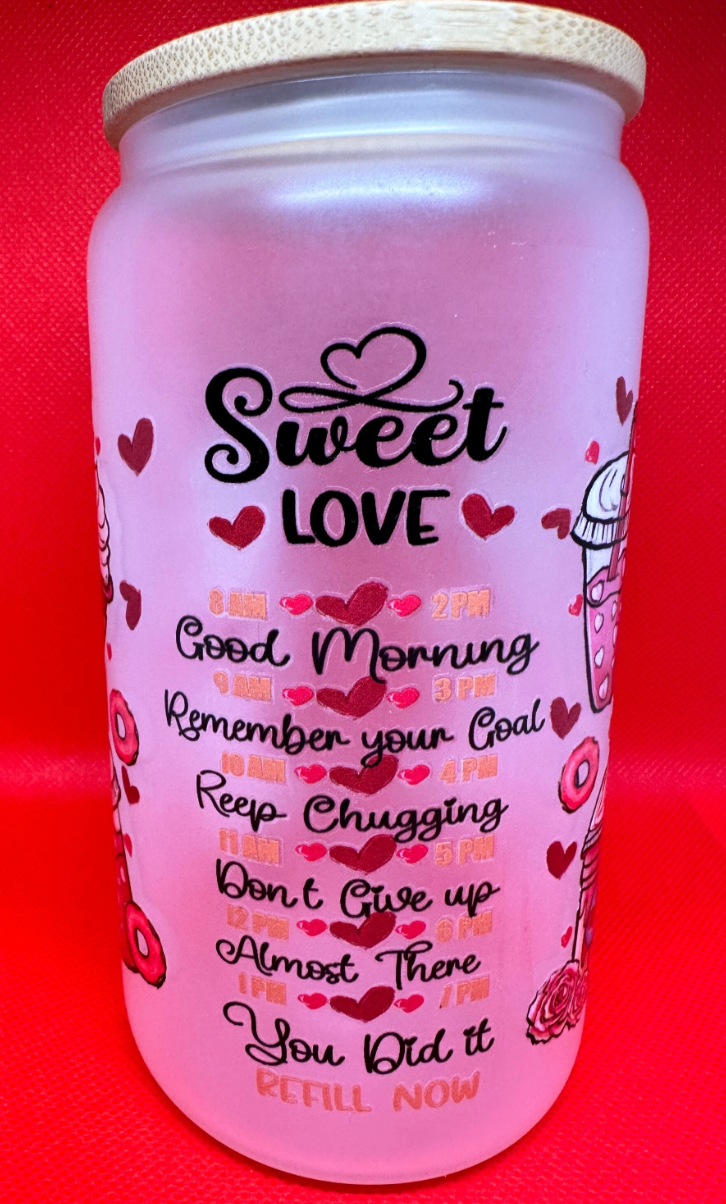 Sweet
LOVE
8 AM 2 PM
Good Morning
9 AM 3 PM
Remember your Goal
10 AM 4 PM
Keep Chugging
11 AM 5 PM
Don't Give up
12 PM 6 PM
Almost There
1 PM 7 PM
You Did it
REFILL NOW